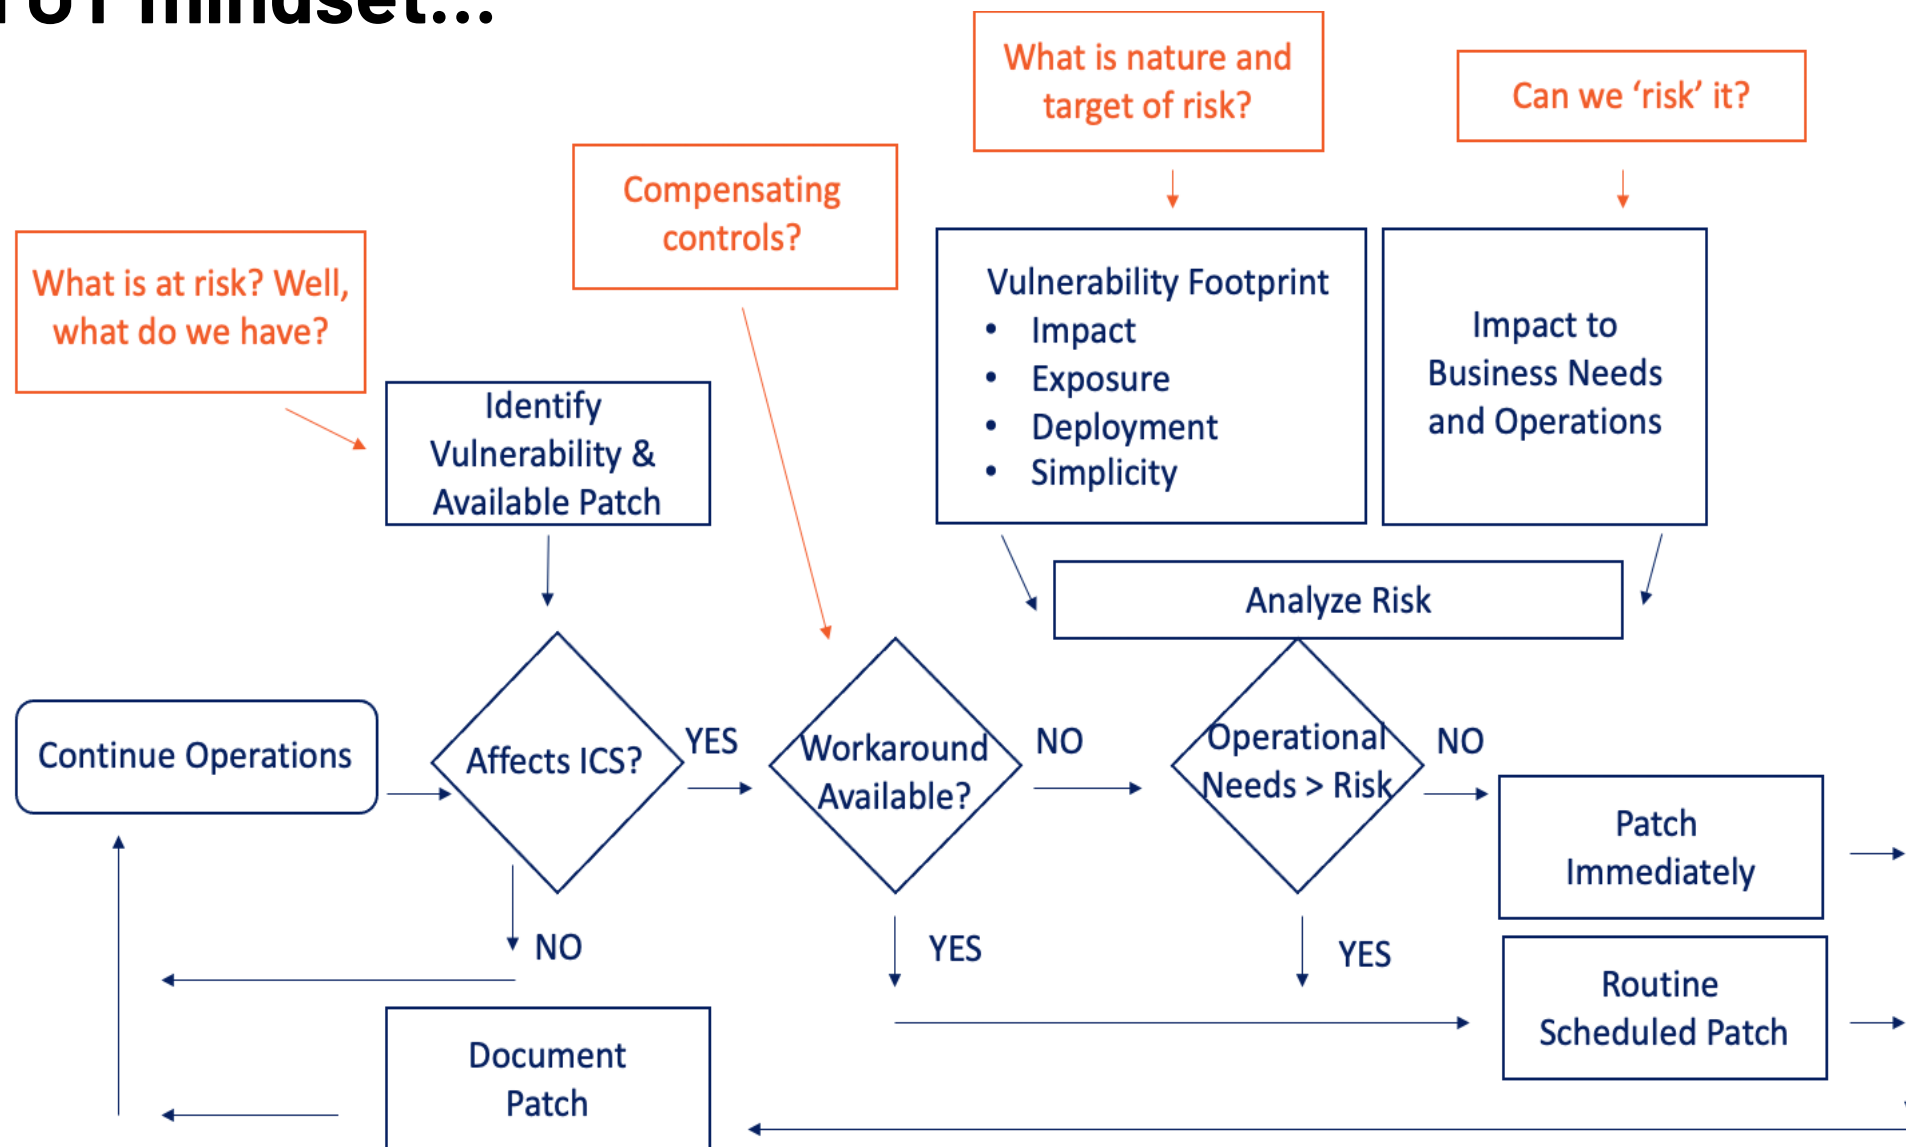 mindset...
What is nature and
target of risk?
Can we ‘risk’ it?
Compensating
controls?
What is at risk? Well,
what do we have?
Vulnerability Footprint
• Impact
• Exposure
• Deployment
• Simplicity
Impact to
Business Needs
and Operations
Identify
Vulnerability &
Available Patch
Analyze Risk
Continue Operations
Affects ICS?
YES
Workaround
Available?
NO
Operational
Needs > Risk
NO
Patch
Immediately
NO
YES
YES
Routine
Scheduled Patch
Document
Patch